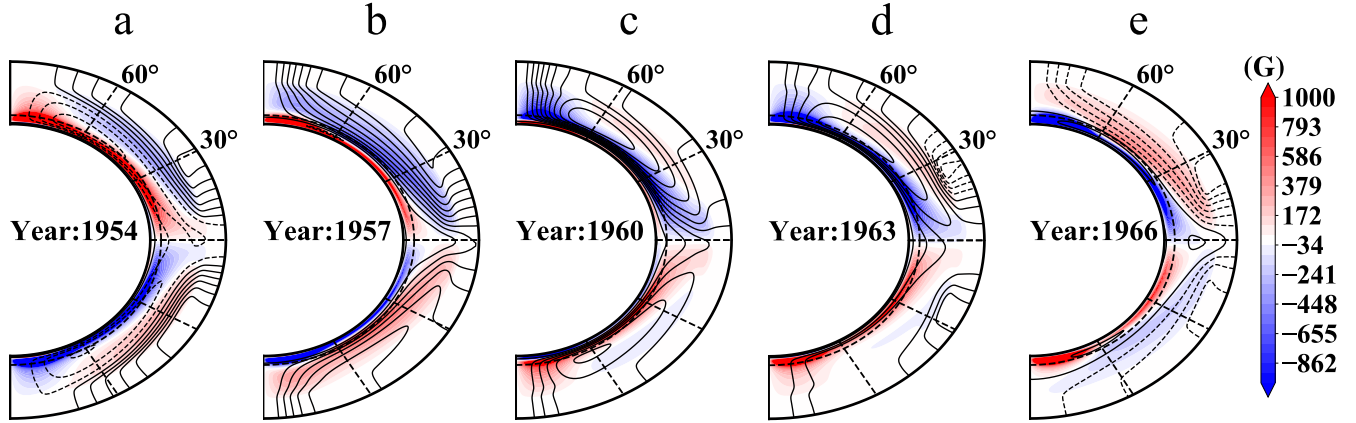 a b c d e
60° 60° 60° 60° 60°
30° 30° 30° 30° 30°
Year:1954 Year:1957 Year:1960 Year:1963 Year:1966
(G)
1000
793
586
379
172
−34
−241
−448
−655
−862